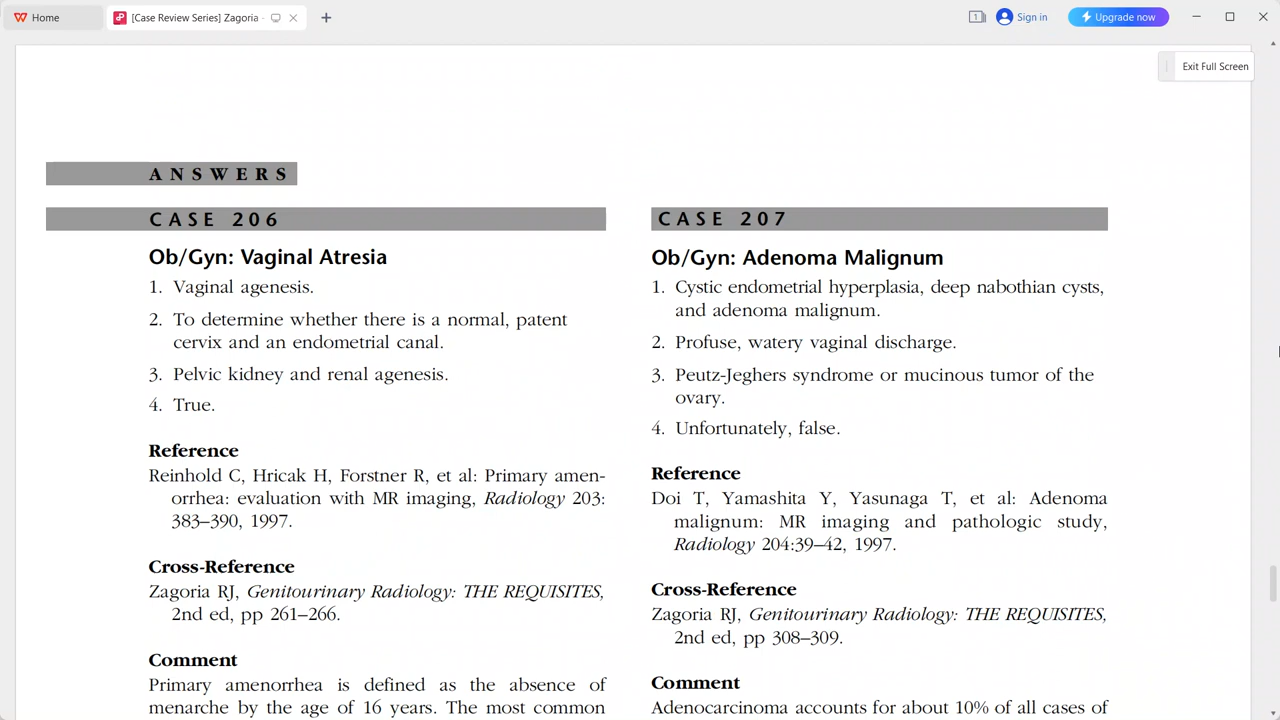 Home
[Case Review Series] Zagoria
Sign in
Upgrade now
Exit Full Screen
ANSWERS
CASE 206
Ob/Gyn: Vaginal Atresia
1. Vaginal agenesis.
2. To determine whether there is a normal, patent
cervix and an endometrial canal.
3. Pelvic kidney and renal agenesis.
4. True.
Reference
Reinhold C, Hricak H, Forstner R, et al: Primary amen-
orrhea: evaluation with MR imaging, Radiology 203:
383–390, 1997.
Cross-Reference
Zagoria RJ, Genitourinary Radiology: THE REQUISITES,
2nd ed, pp 261–266.
Comment
Primary amenorrhea is defined as the absence of
menarche by the age of 16 years. The most common
CASE 207
Ob/Gyn: Adenoma Malignum
1. Cystic endometrial hyperplasia, deep nabothian cysts,
and adenoma malignum.
2. Profuse, watery vaginal discharge.
3. Peutz-Jeghers syndrome or mucinous tumor of the
ovary.
4. Unfortunately, false.
Reference
Doi T, Yamashita Y, Yasunaga T, et al: Adenoma
malignum: MR imaging and pathologic study,
Radiology 204:39–42, 1997.
Cross-Reference
Zagoria RJ, Genitourinary Radiology: THE REQUISITES,
2nd ed, pp 308–309.
Comment
Adenocarcinoma accounts for about 10% of all cases of